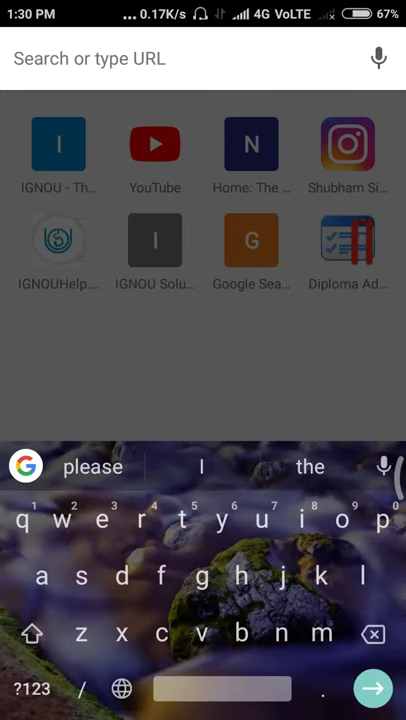 1:30 PM ... 0.17K/s 4G VoLTE 67%
Search or type URL
I N
IGNOU - Th... YouTube Home: The ... Shubham Si...
I G
IGNOUHelp.... IGNOU Solu... Google Sea... Diploma Ad...
G please I the
1 2 3 4 5 6 7 8 9 0
q w e r t y u i o p
a s d f g h j k l
z x c v b n m
?123 / .